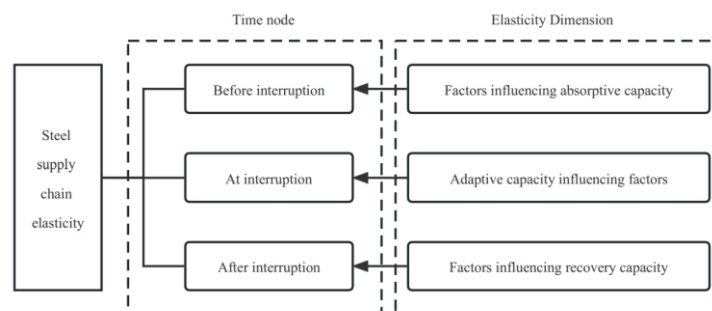 Time node
Elasticity Dimension
Before interruption
Factors influencing absorptive capacity
Steel
supply
chain
elasticity
At interruption
Adaptive capacity influencing factors
After interruption
Factors influencing recovery capacity